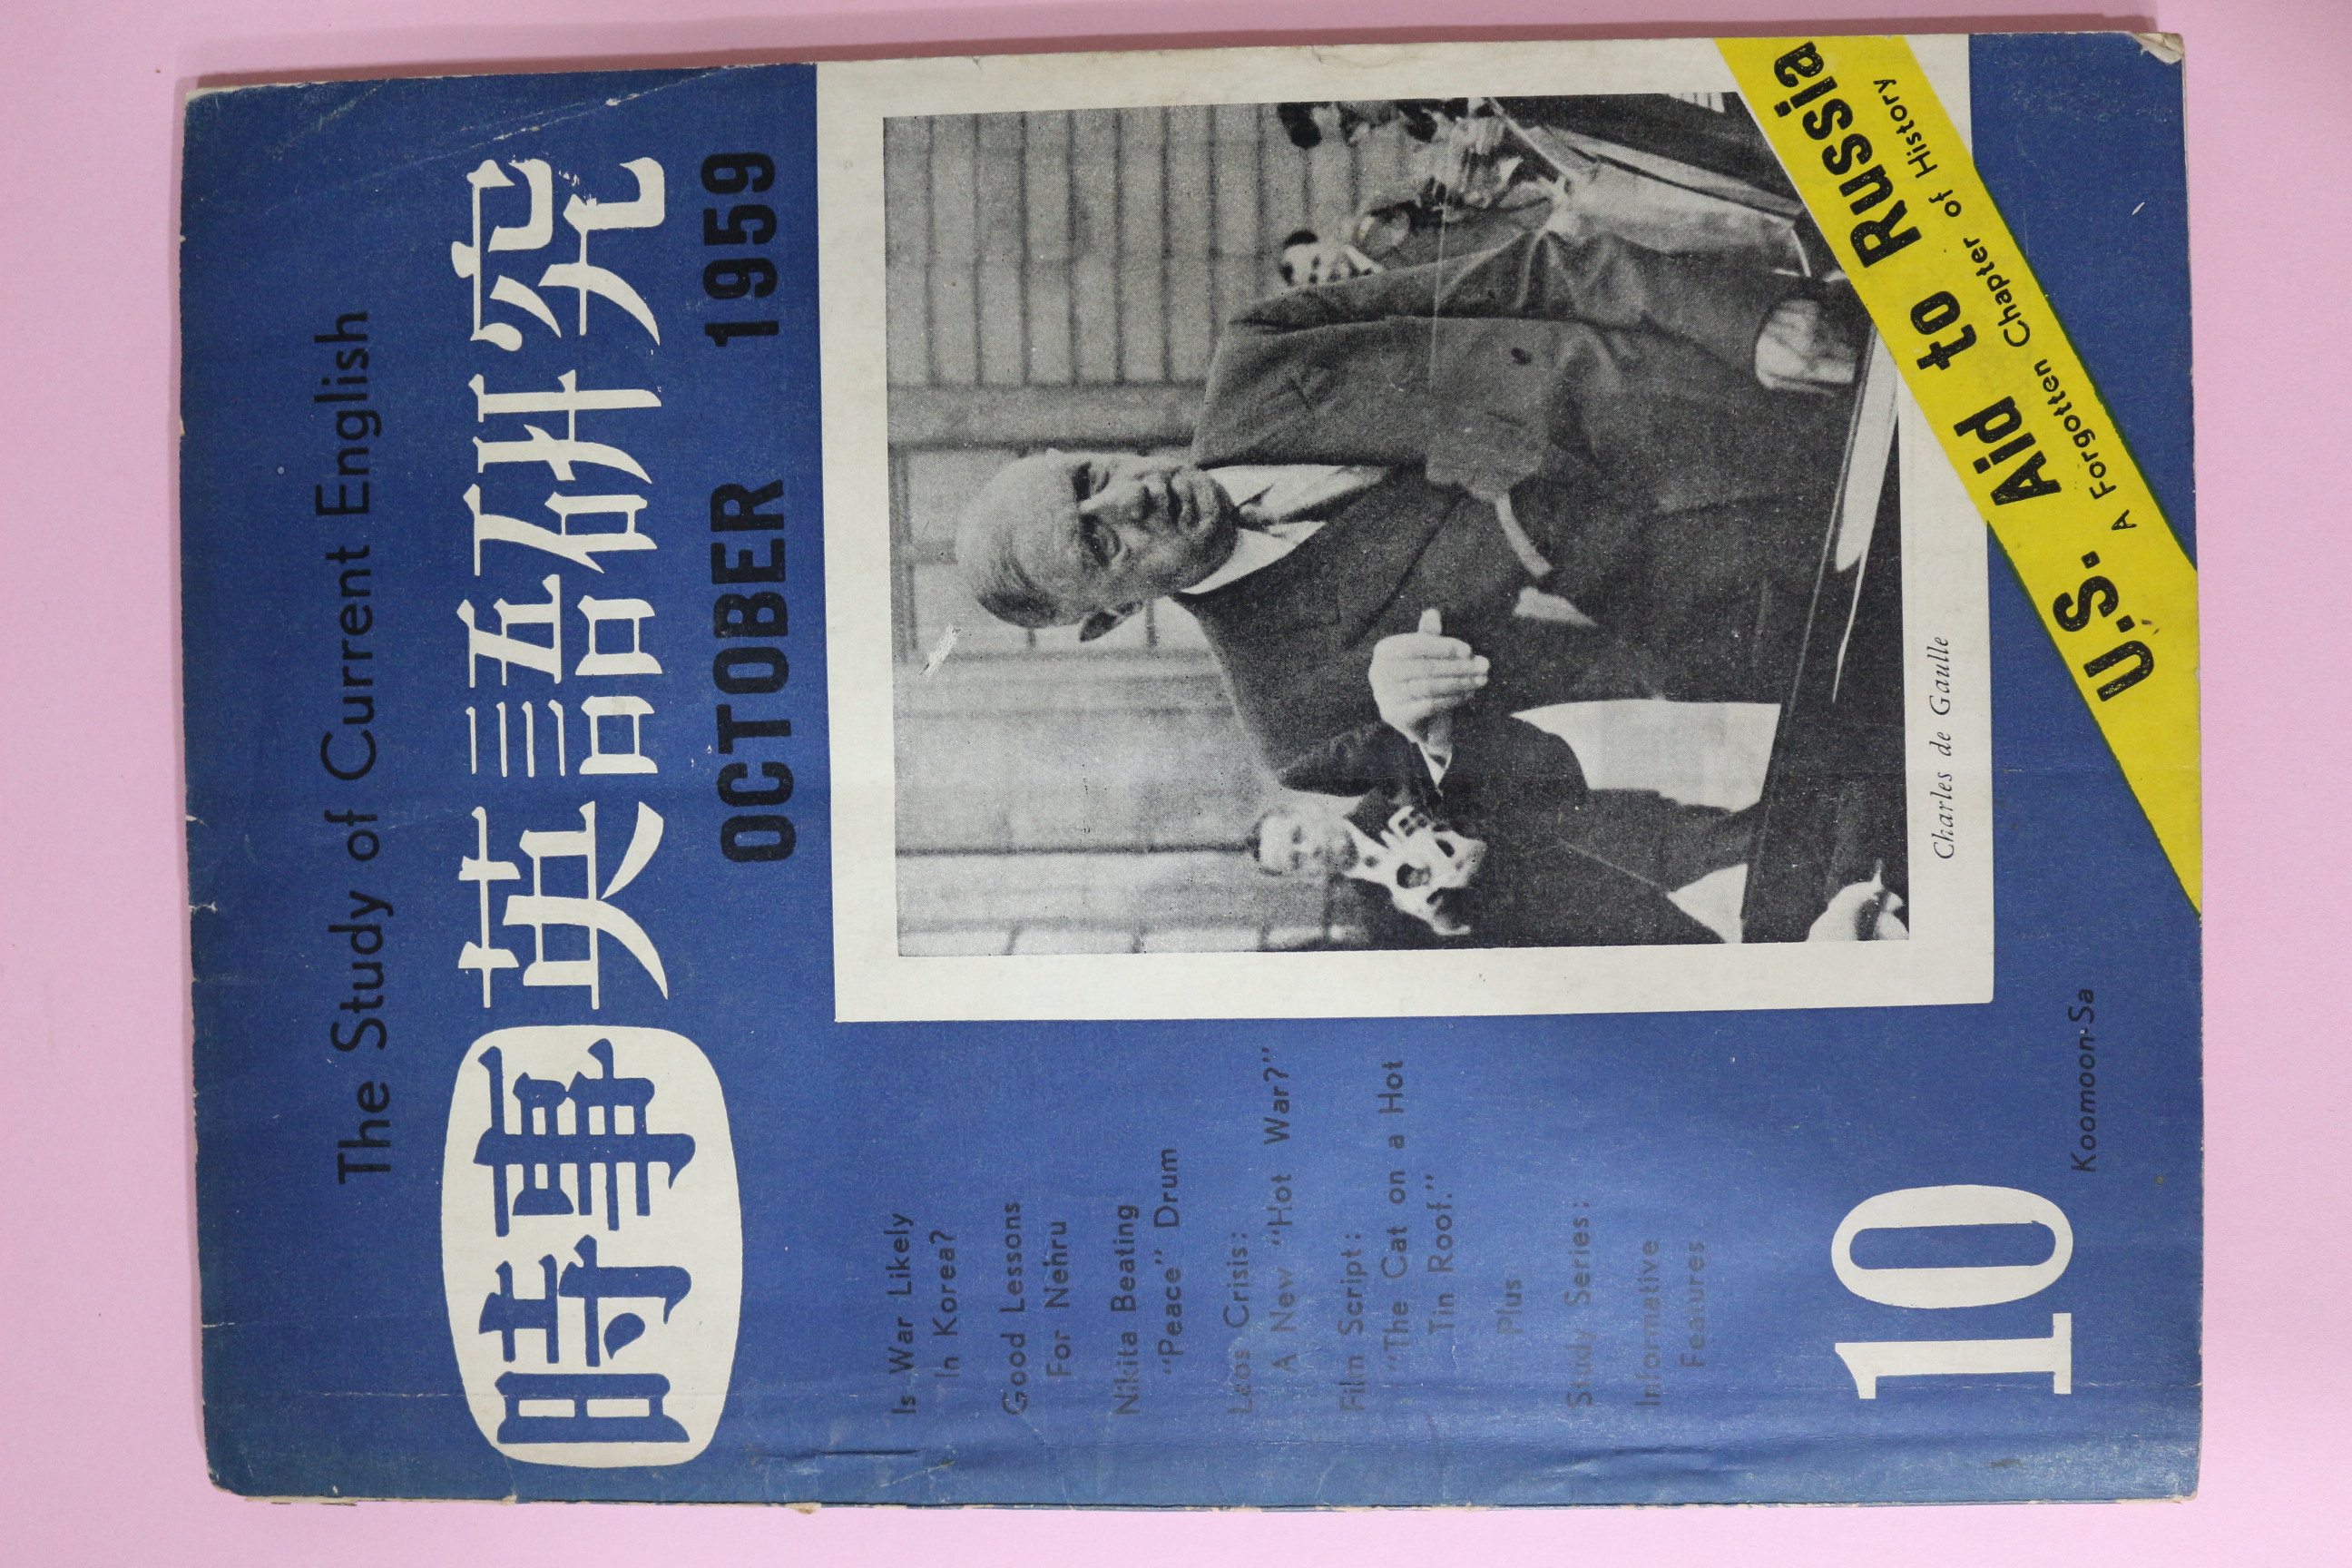 The Study of Current English
時事英語研究
OCTOBER 1959
Is War Likely
In Korea?
Good Lessons
For Nehru
Nikita Beating
"Peace" Drum
Laos Crisis:
A New "Hot War?"
Film Script:
"The Cat on a Hot
Tin Roof."
Plus
Study Series:
Informative
Features
Charles de Gaulle
U.S. Aid to Russia
A Forgotten Chapter of History
10
Koomoon-Sa